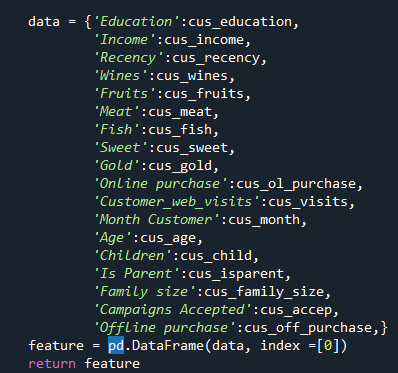 data = {'Education':cus_education,
'Income':cus_income,
'Recency':cus_recency,
'Wines':cus_wines,
'Fruits':cus_fruits,
'Meat':cus_meat,
'Fish':cus_fish,
'Sweet':cus_sweet,
'Gold':cus_gold,
'Online purchase':cus_ol_purchase,
'Customer_web_visits':cus_visits,
'Month Customer':cus_month,
'Age':cus_age,
'Children':cus_child,
'Is Parent':cus_isparent,
'Family size':cus_family_size,
'Campaigns Accepted':cus_accep,
'Offline purchase':cus_off_purchase,}
feature = pd.DataFrame(data, index =[0])
return feature